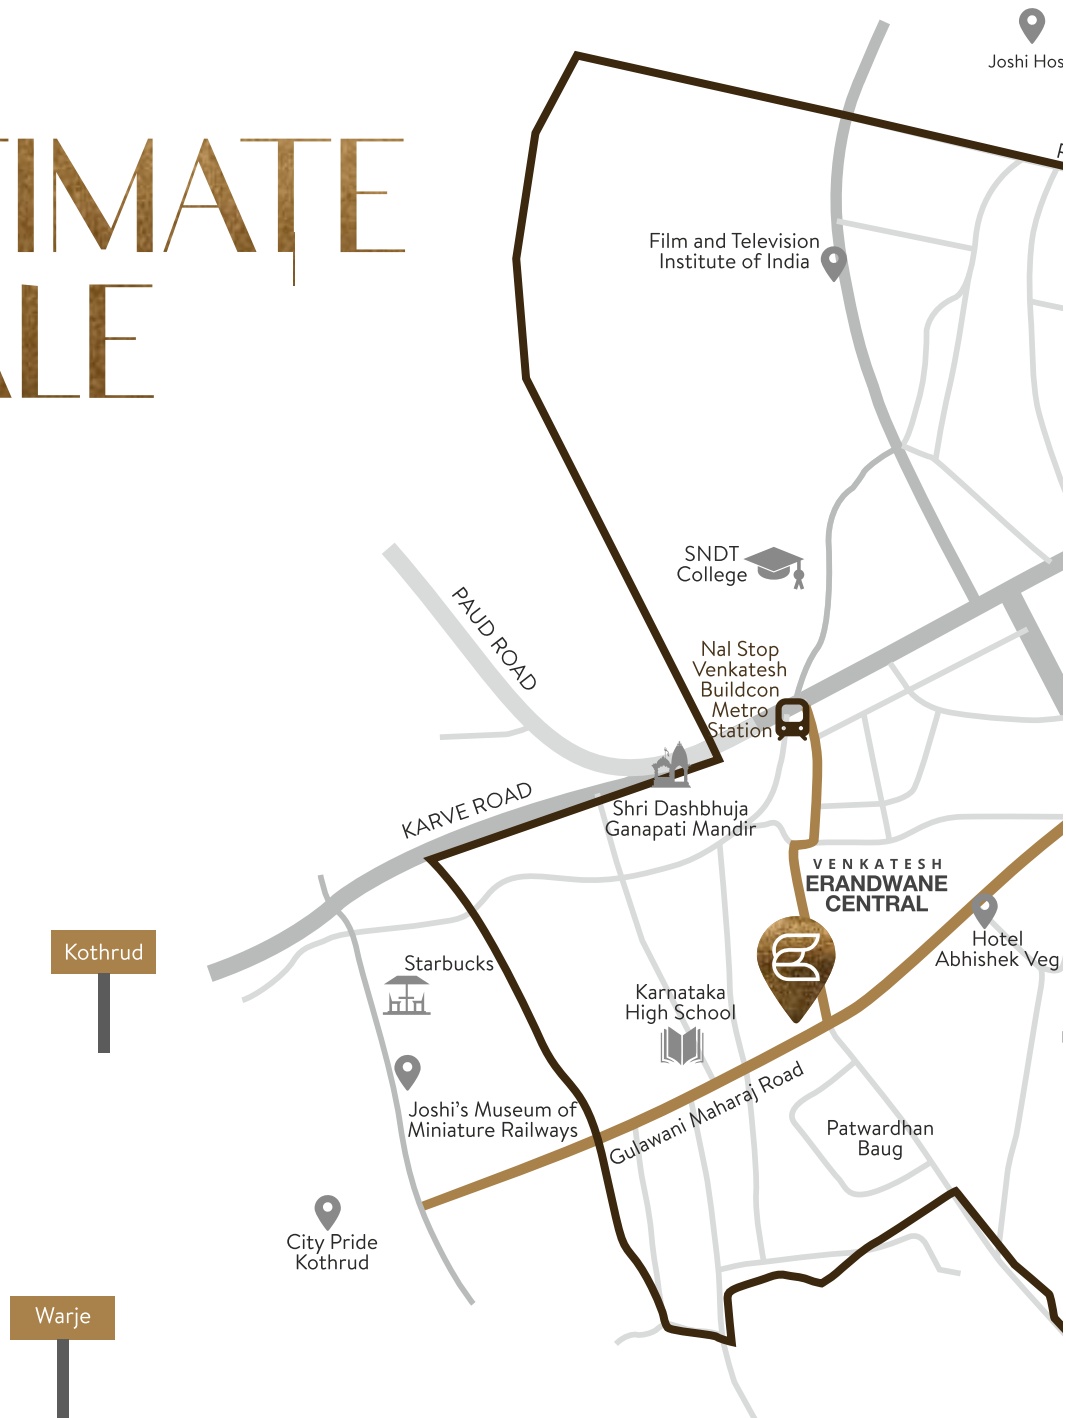 Joshi Hos
TIMATE
ALE
Film and Television
Institute of India
SNDT
College
PAUD ROAD
Nal Stop
Venkatesh
Buildcon
Metro
Station
KARVE ROAD
Shri Dashbhuja
Ganapati Mandir
VENKATESH
ERANDWANE
CENTRAL
Hotel
Abhishek Veg
Kothrud
Starbucks
Karnataka
High School
Joshi's Museum of
Miniature Railways
Gulawani Maharaj Road
Patwardhan
Baug
City Pride
Kothrud
Warje